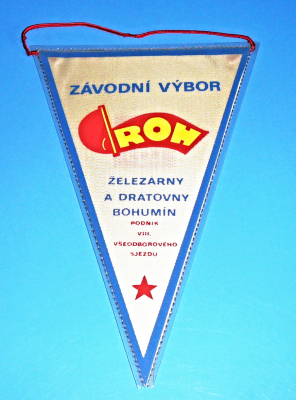 ZÁVODNÍ VÝBOR
ROH
ŽELEZÁRNY
A DRÁTOVNY
BOHUMÍN
PODNIK
VIII.
VŠEODBOROVÉHO
SJEZDU